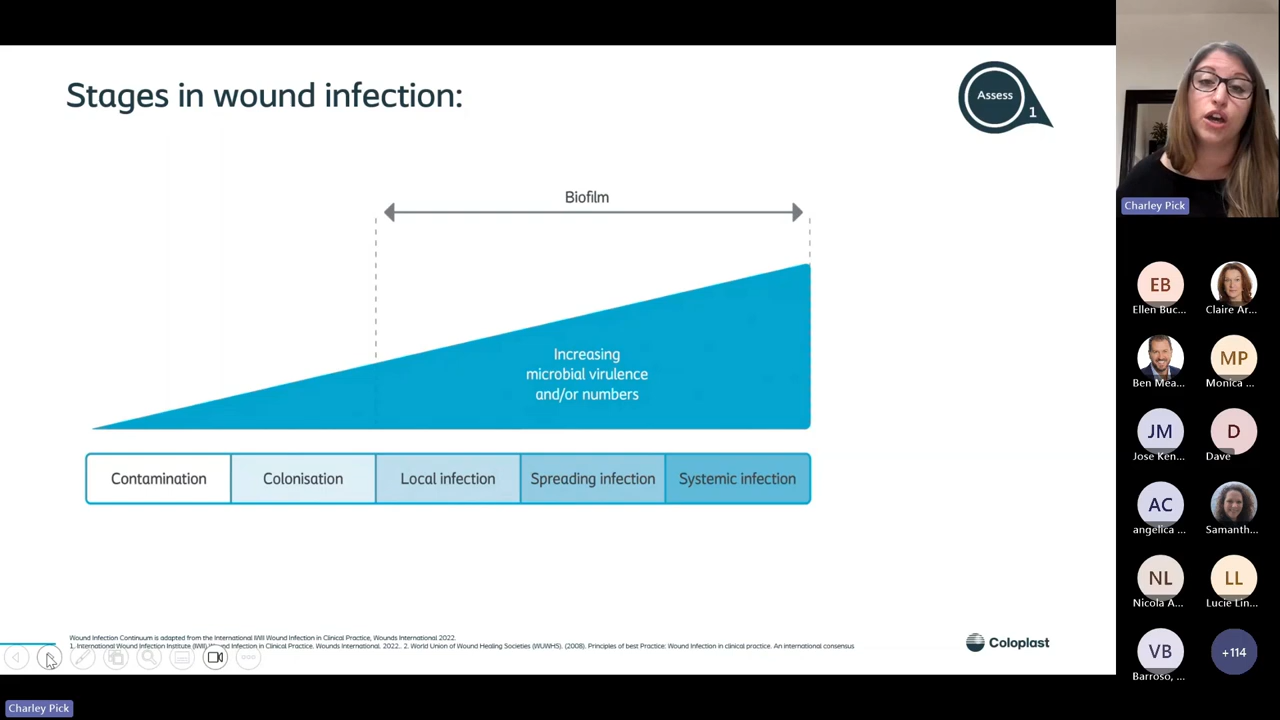 Stages in wound infection:
Assess
1
Biofilm
Increasing
microbial virulence
and/or numbers
Contamination
Colonisation
Local infection
Spreading infection
Systemic infection
Wound Infection Continuum is adapted from the International IWII Wound Infection in Clinical Practice, Wounds International 2022.
1. International Wound Infection Institute (IWII) Wound Infection in Clinical Practice. Wounds International. 2022.. 2. World Union of Wound Healing Societies (WUWHS). (2008). Principles of best Practice: Wound Infection in clinical practice. An international consensus
Coloplast
Charley Pick
EB
Ellen Buc...
Claire Ar...
Ben Mea...
MP
Monica ...
JM
Jose Ken...
D
Dave
AC
angelica ...
Samanth...
NL
Nicola A...
LL
Lucie Lin...
VB
Barroso, ...
+114
Charley Pick